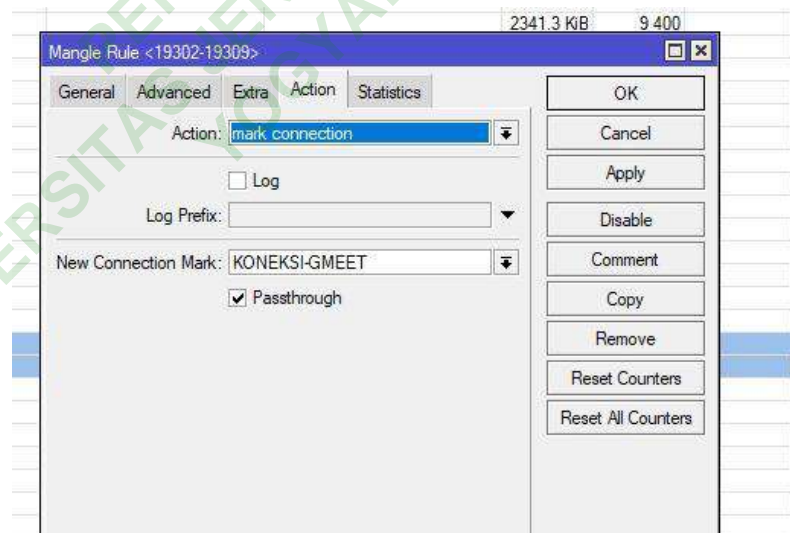 2341.3 KiB 9 400
Mangle Rule <19302-19309>
General Advanced Extra Action Statistics
OK
Action: mark connection
Cancel
Log
Apply
Log Prefix:
Disable
New Connection Mark: KONEKSI-GMEET
Comment
Passthrough
Copy
Remove
Reset Counters
Reset All Counters